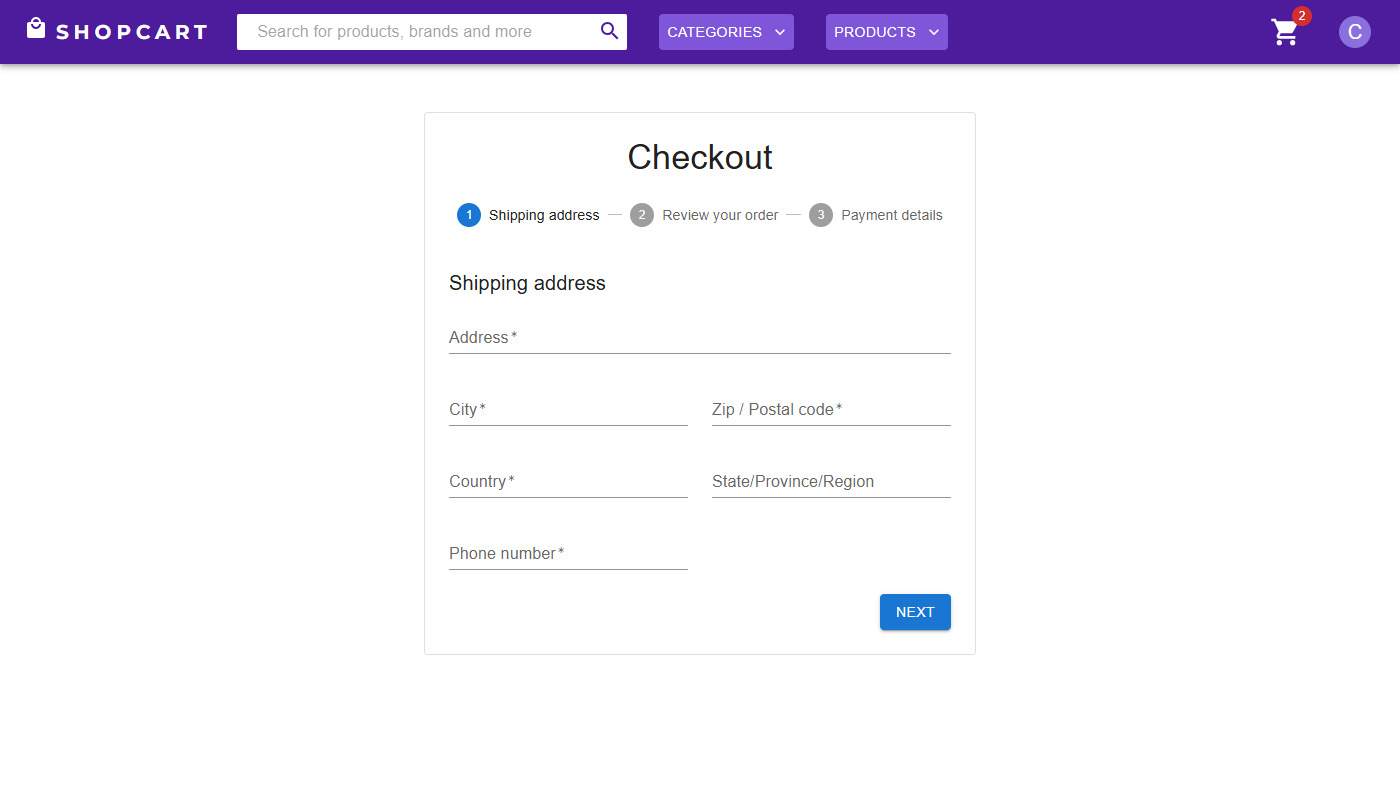 SHOPCART Search for products, brands and more CATEGORIES PRODUCTS 2 C
Checkout
1 Shipping address 2 Review your order 3 Payment details
Shipping address
Address *
City * Zip / Postal code *
Country * State/Province/Region
Phone number *
NEXT